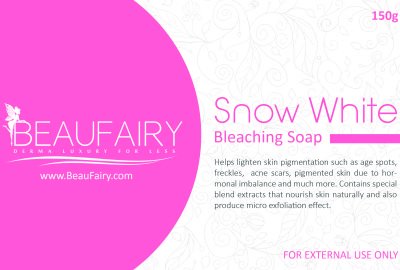 150g
BEAUFAIRY
DERMA LUXURY FOR LESS
www.BeauFairy.com
Snow White
Bleaching Soap
Helps lighten skin pigmentation such as age spots,
freckles, acne scars, pigmented skin due to hor-
monal imbalance and much more. Contains special
blend extracts that nourish skin naturally and also
produce micro exfoliation effect.
FOR EXTERNAL USE ONLY